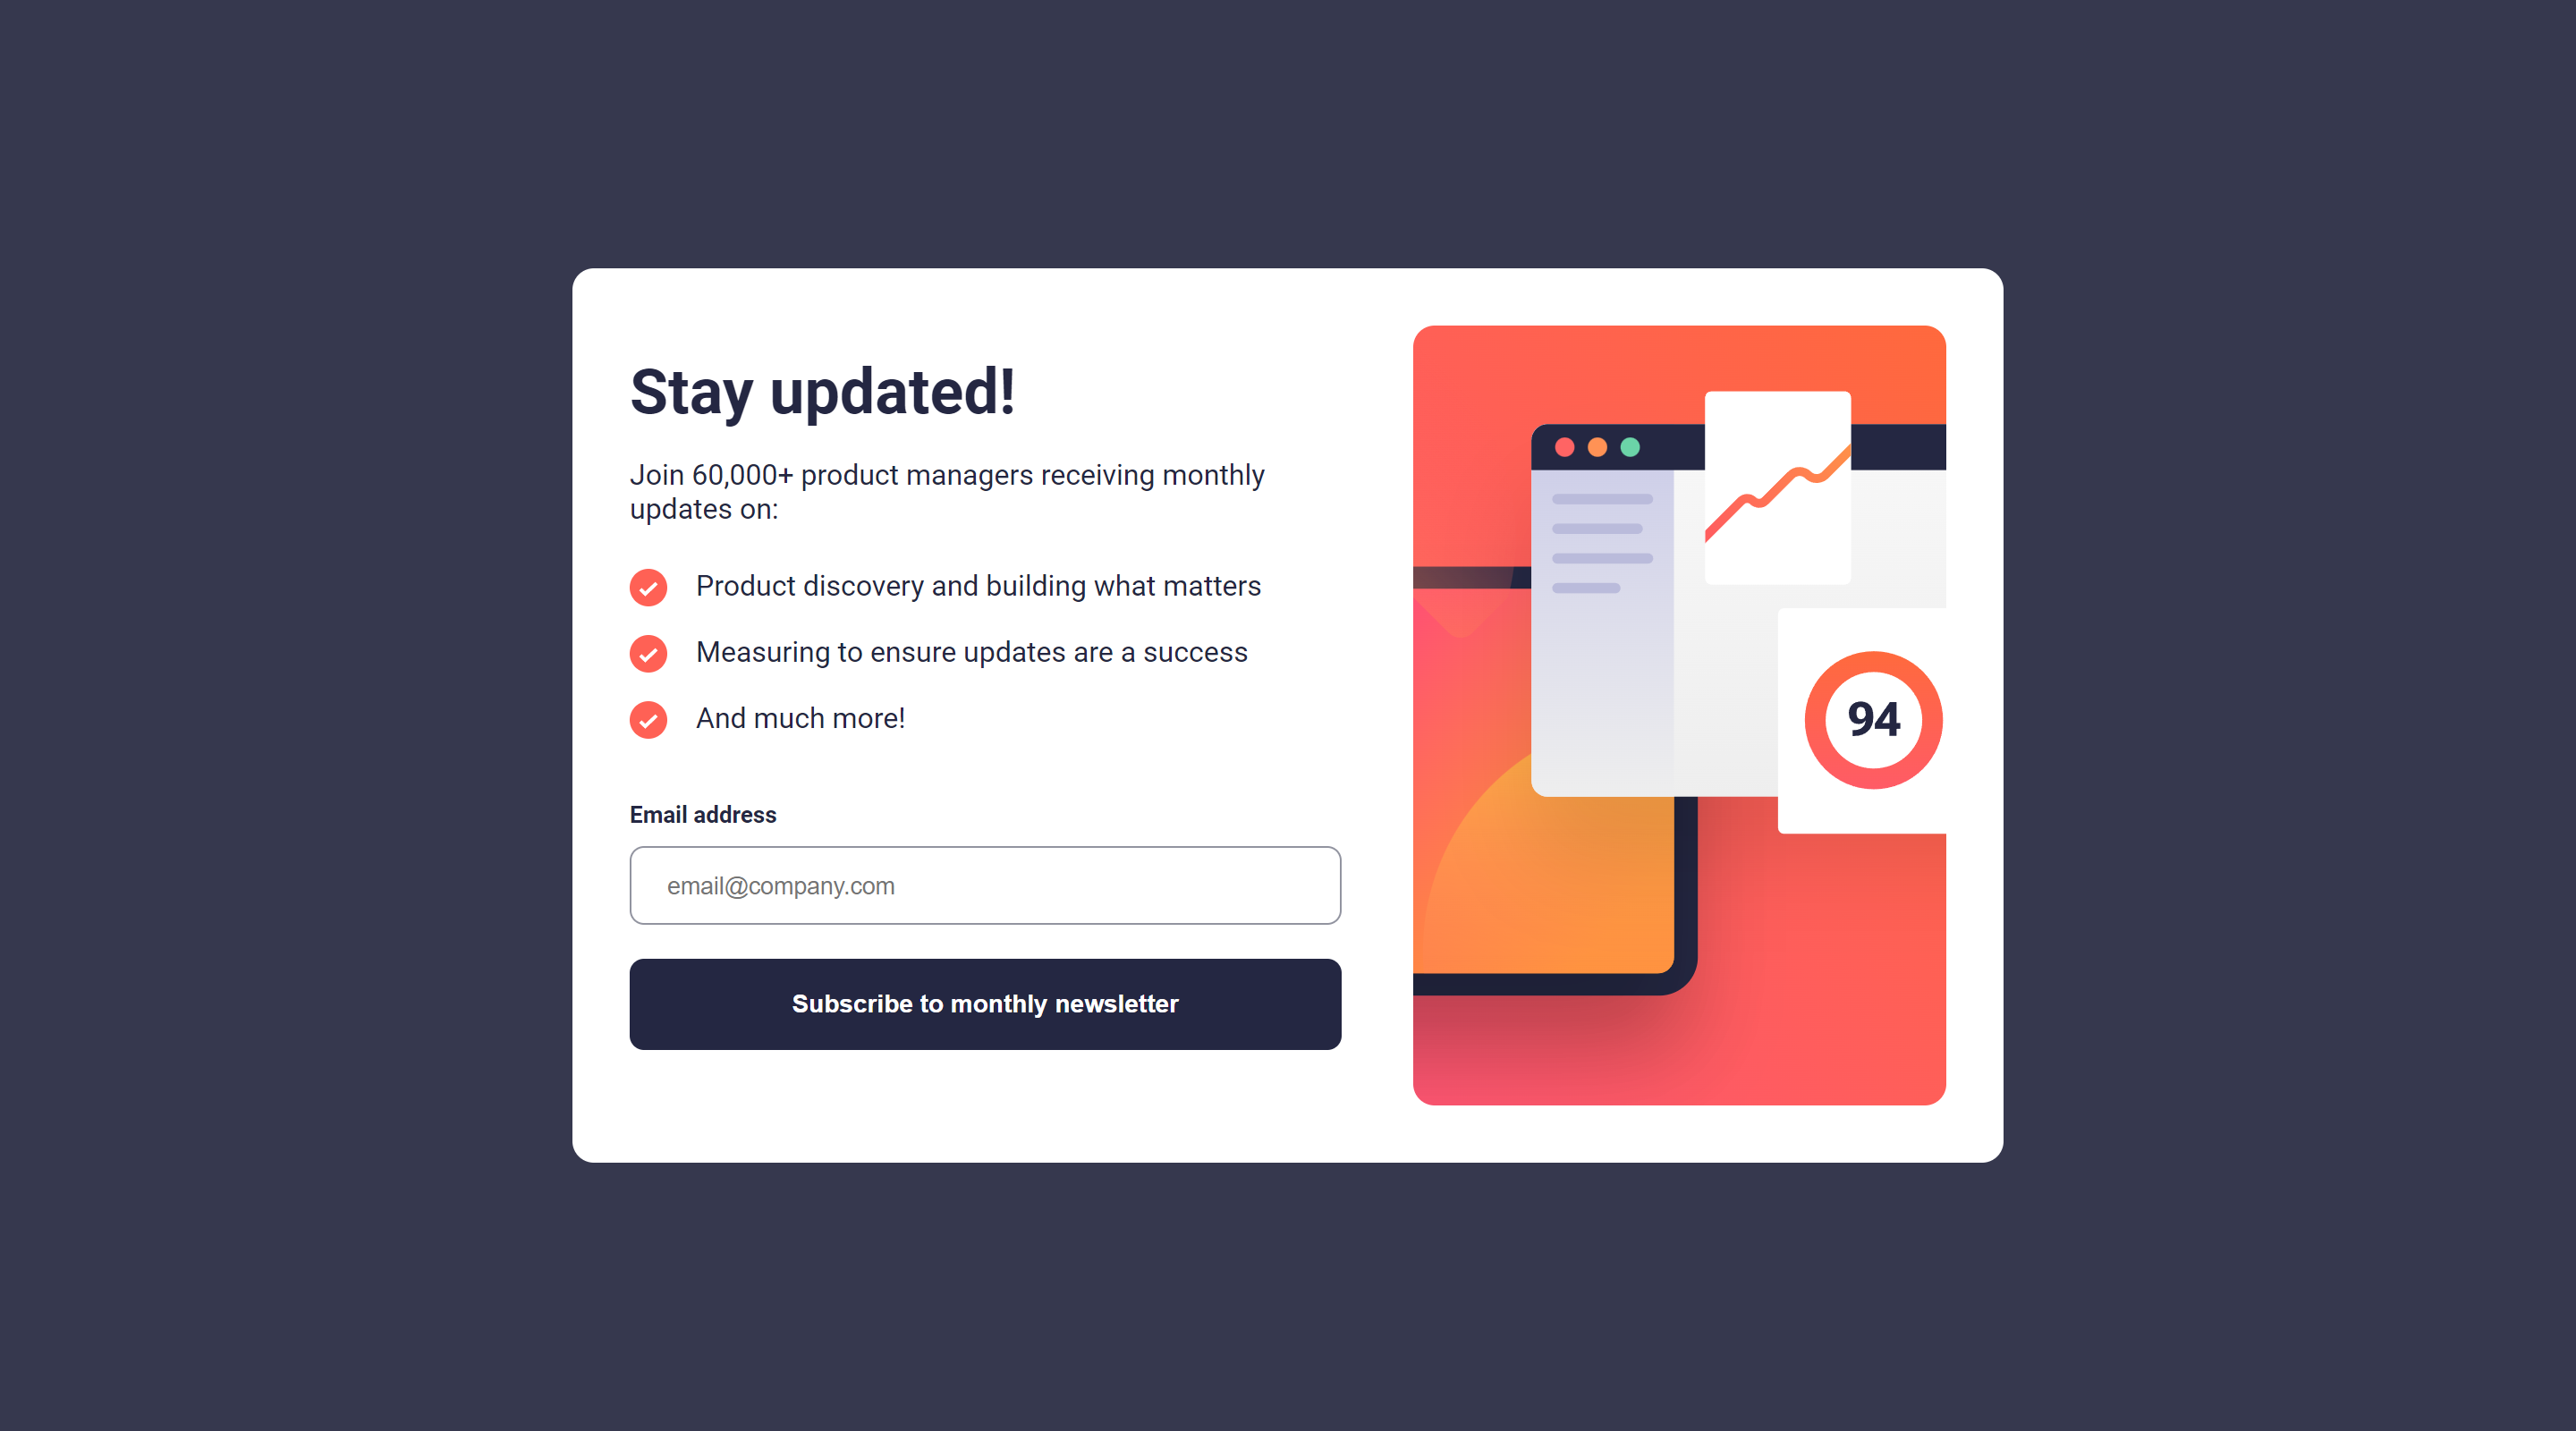 Stay updated!
Join 60,000+ product managers receiving monthly
updates on:
Product discovery and building what matters
Measuring to ensure updates are a success
And much more!
Email address
email@company.com
Subscribe to monthly newsletter
94